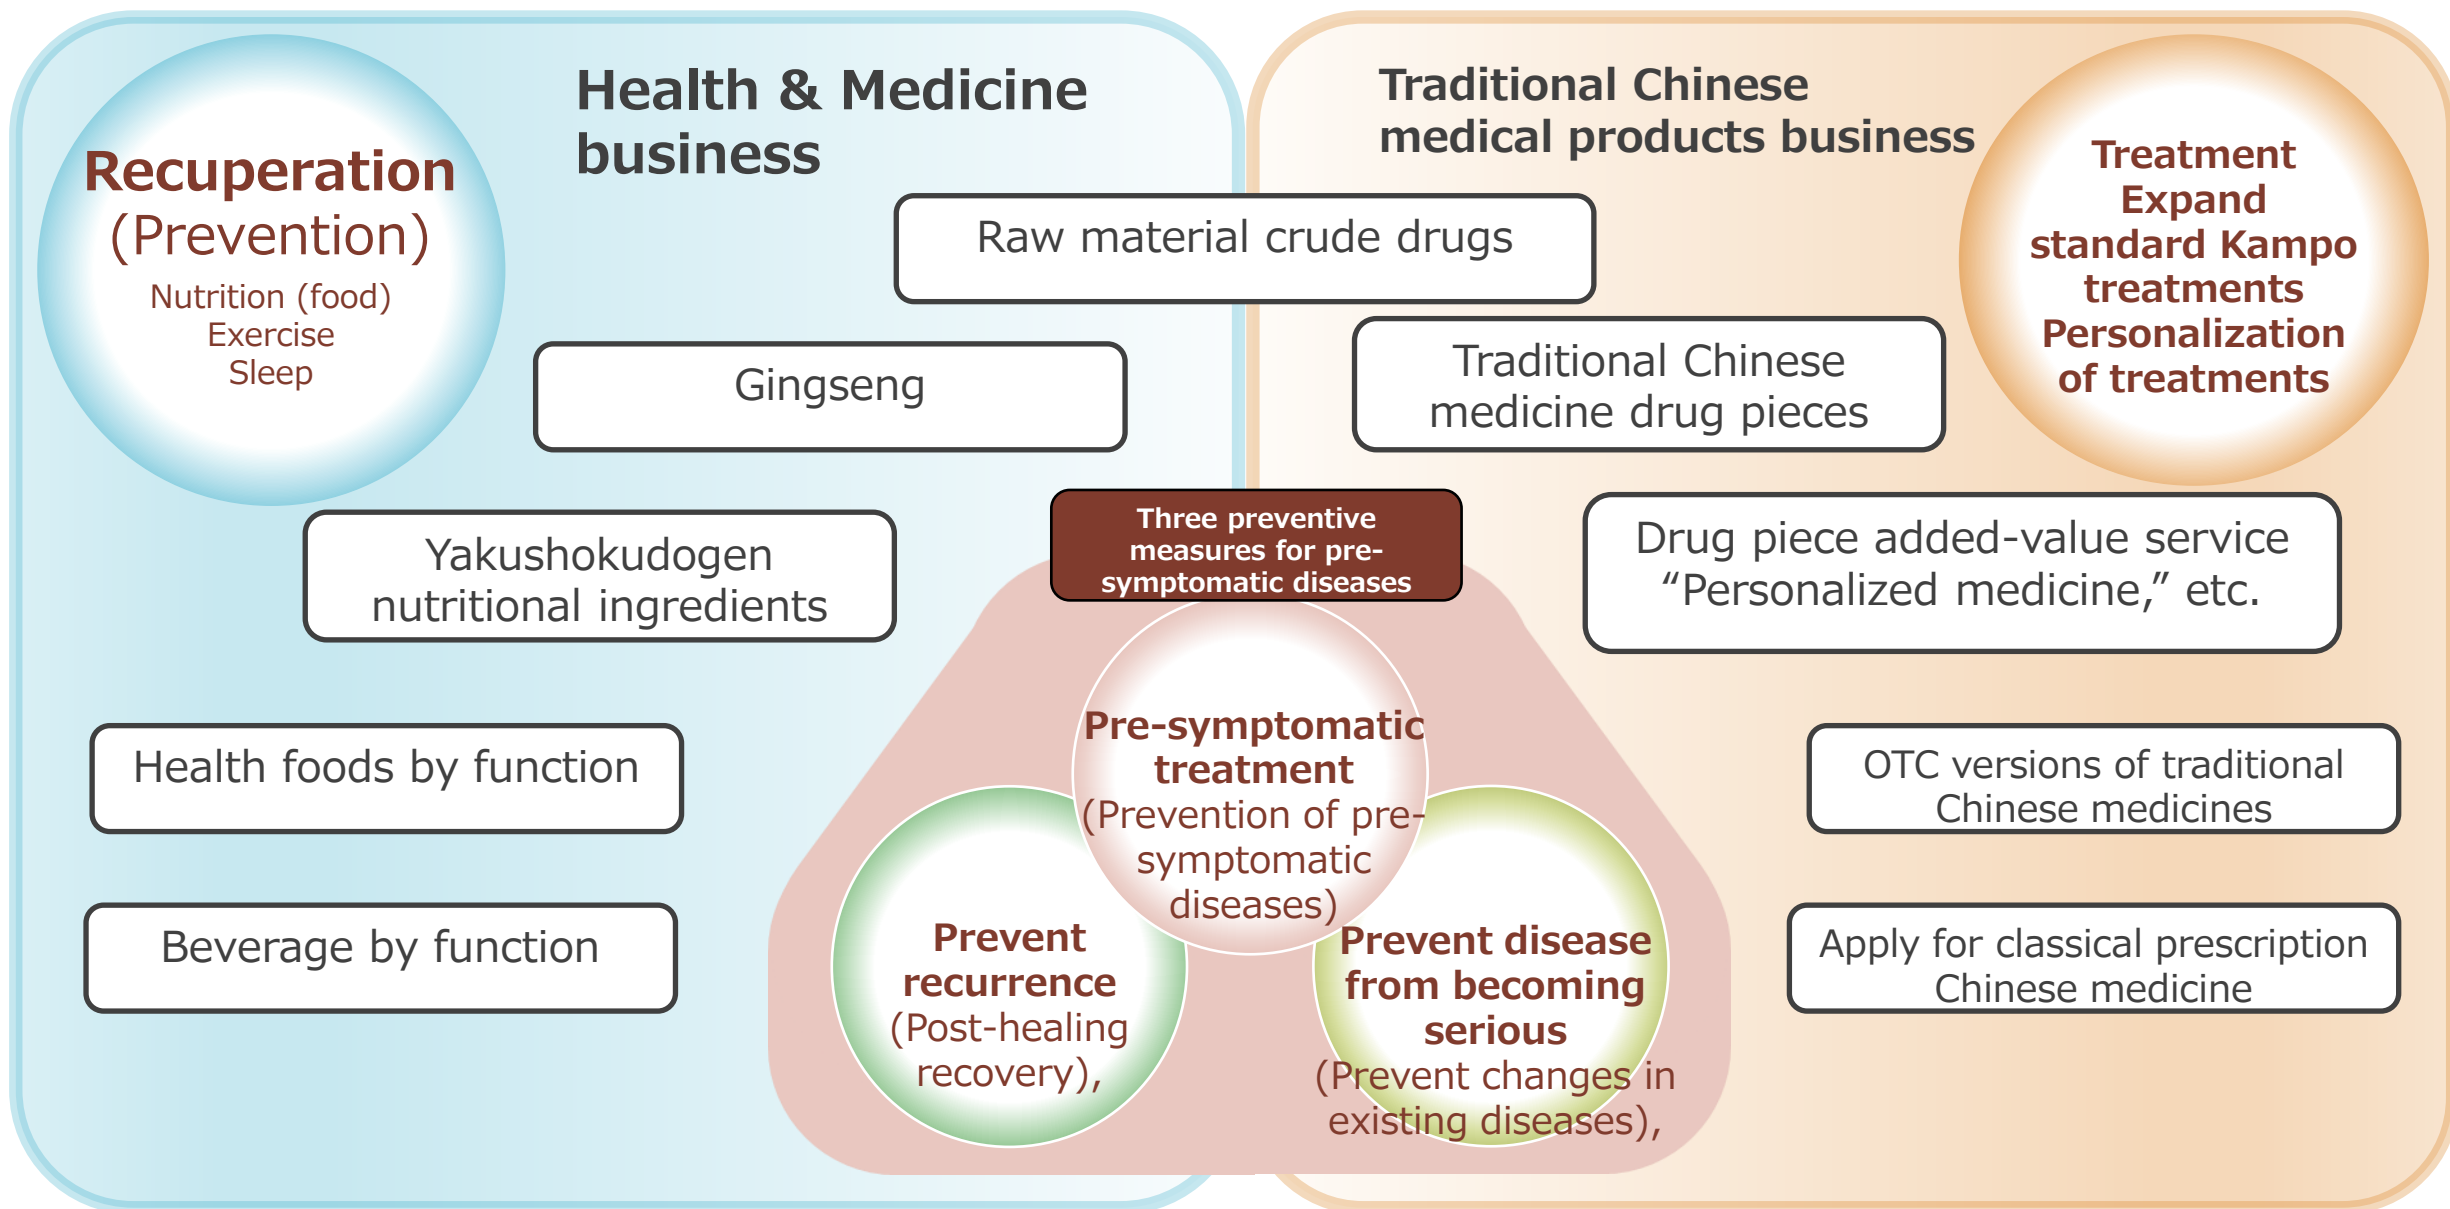 Health & Medicine
business
Traditional Chinese
medical products business
Recuperation
(Prevention)
Nutrition (food)
Exercise
Sleep
Treatment
Expand
standard Kampo
treatments
Personalization
of treatments
Raw material crude drugs
Gingseng
Traditional Chinese
medicine drug pieces
Yakushokudogen
nutritional ingredients
Three preventive
measures for pre-
symptomatic diseases
Drug piece added-value service
“Personalized medicine,” etc.
Health foods by function
Pre-symptomatic
treatment
(Prevention of pre-
symptomatic
diseases)
OTC versions of traditional
Chinese medicines
Beverage by function
Prevent
recurrence
(Post-healing
recovery),
Prevent disease
from becoming
serious
(Prevent changes in
existing diseases),
Apply for classical prescription
Chinese medicine